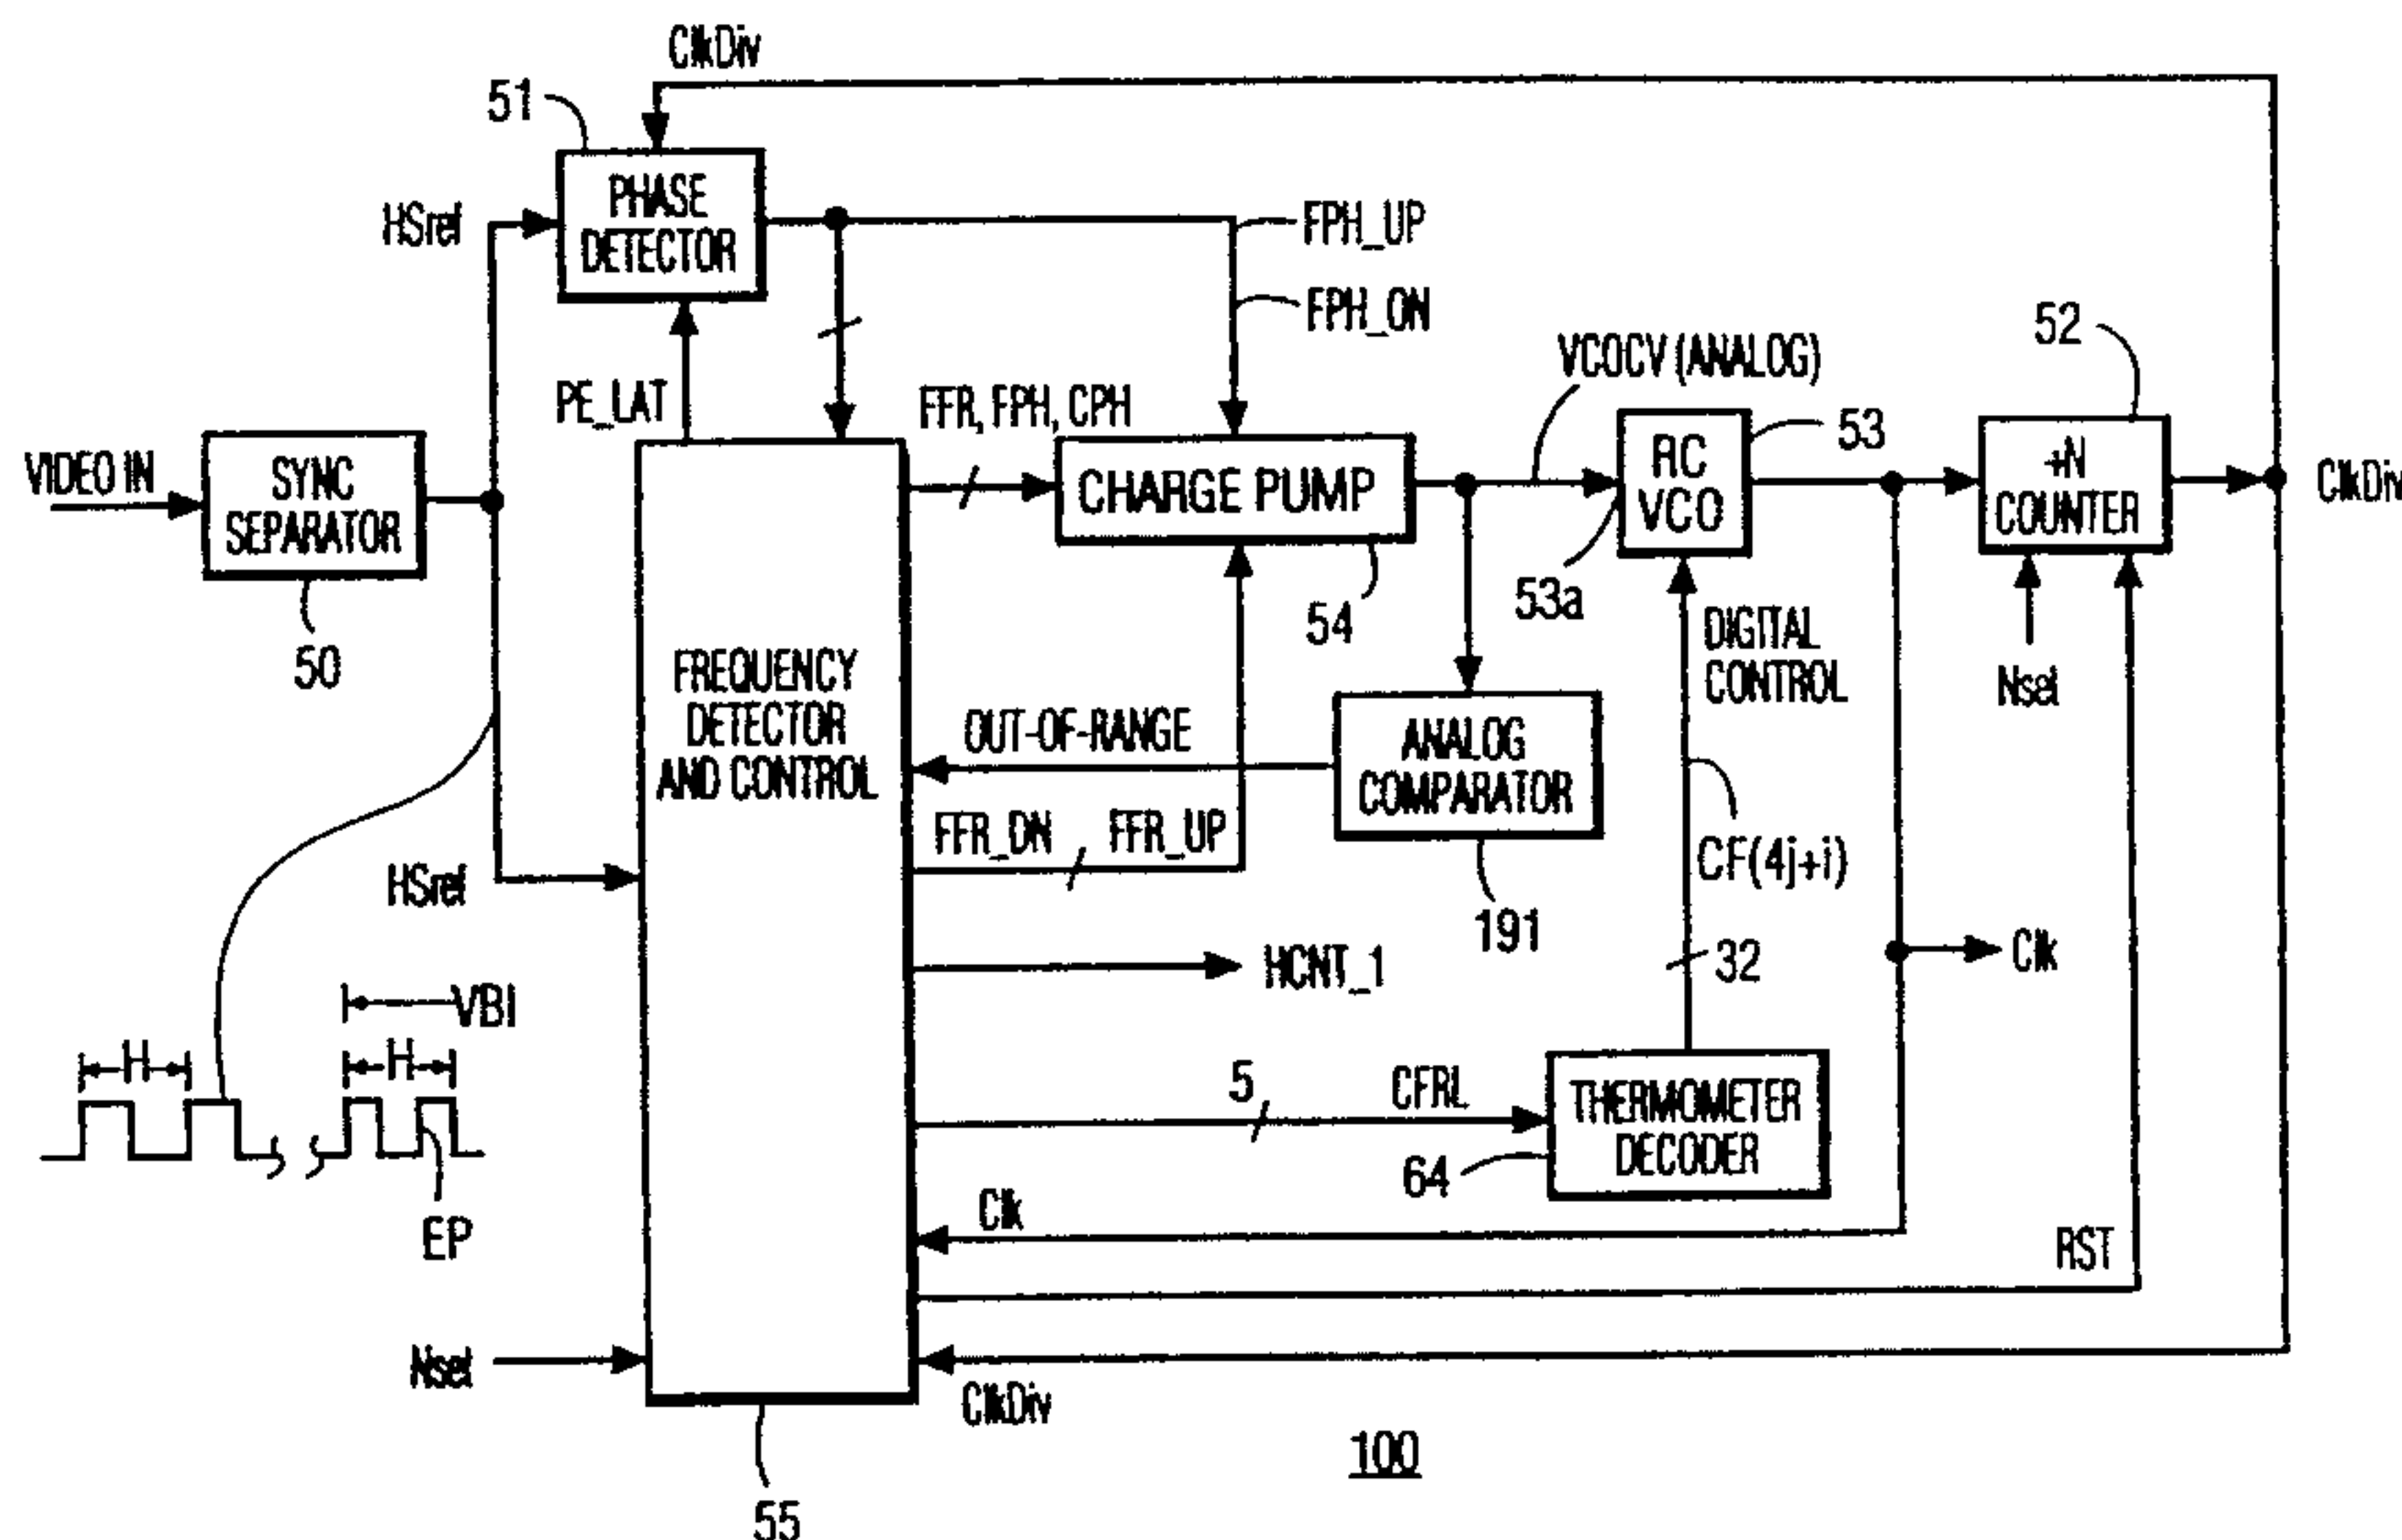 ClkDiv
51
PHASE
DETECTOR
HSref
FPH_UP
FPH_ON
PE_LAT
FFR, FPH, CPH
VCOCV (ANALOG)
52
VIDEO IN
SYNC
SEPARATOR
50
CHARGE PUMP
54
RC
VCO
53
53a
+N
COUNTER
ClkDiv
Nset
DIGITAL
CONTROL
FREQUENCY
DETECTOR
AND CONTROL
OUT-OF-RANGE
ANALOG
COMPARATOR
191
FFR_DN
FFR_UP
CF(4j+i)
HSref
HCNT_1
32
Clk
VBI
H
H
EP
5
CFRL
THERMOMETER
DECODER
64
Clk
RST
Nset
ClkDiv
55
100